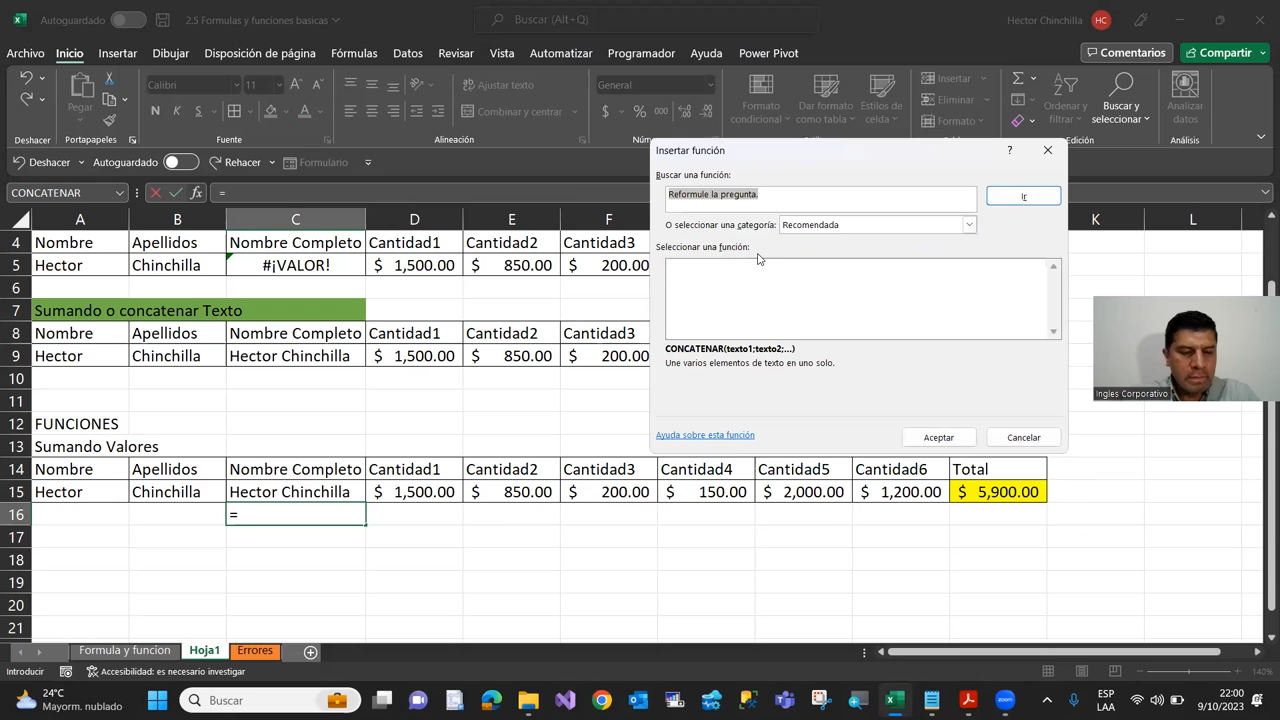 Autoguardado
2.5 Formulas y funciones basicas
Buscar (Alt+Q)
Hector Chinchilla
HC
Archivo Inicio Insertar Dibujar Disposición de página Fórmulas Datos Revisar Vista Automatizar Programador Ayuda Power Pivot
Comentarios
Compartir
Pegar
Calibri
11
N K S
Ajustar texto
Combinar y centrar
General
$ % 000
Formato condicional
Dar formato como tabla
Estilos de celda
Insertar
Eliminar
Formato
Ordenar y filtrar
Buscar y seleccionar
Analizar datos
Deshacer Portapapeles Fuente Alineación Edición Análisis
Deshacer Autoguardado Rehacer Formulario
CONCATENAR
fx
=
Insertar función
?
Buscar una función:
Reformule la pregunta.
Ir
O seleccionar una categoría: Recomendada
Seleccionar una función:
CONCATENAR(texto1;texto2;...)
Une varios elementos de texto en uno solo.
Ayuda sobre esta función
Aceptar
Cancelar
A B C D E F K L
4 Nombre Apellidos Nombre Completo Cantidad1 Cantidad2 Cantidad3
5 Hector Chinchilla #¡VALOR! $ 1,500.00 $ 850.00 $ 200.00
6
7 Sumando o concatenar Texto
8 Nombre Apellidos Nombre Completo Cantidad1 Cantidad2 Cantidad3
9 Hector Chinchilla Hector Chinchilla $ 1,500.00 $ 850.00 $ 200.00
10
11
12 FUNCIONES
13 Sumando Valores
14 Nombre Apellidos Nombre Completo Cantidad1 Cantidad2 Cantidad3 Cantidad4 Cantidad5 Cantidad6 Total
15 Hector Chinchilla Hector Chinchilla $ 1,500.00 $ 850.00 $ 200.00 $ 150.00 $ 2,000.00 $ 1,200.00 $ 5,900.00
16 =
17
18
19
20
21
Ingles Corporativo
Formula y funcion Hoja1 Errores
Introducir
Accesibilidad: es necesario investigar
140%
24°C
Mayorm. nublado
Buscar
ESP
LAA
22:00
9/10/2023